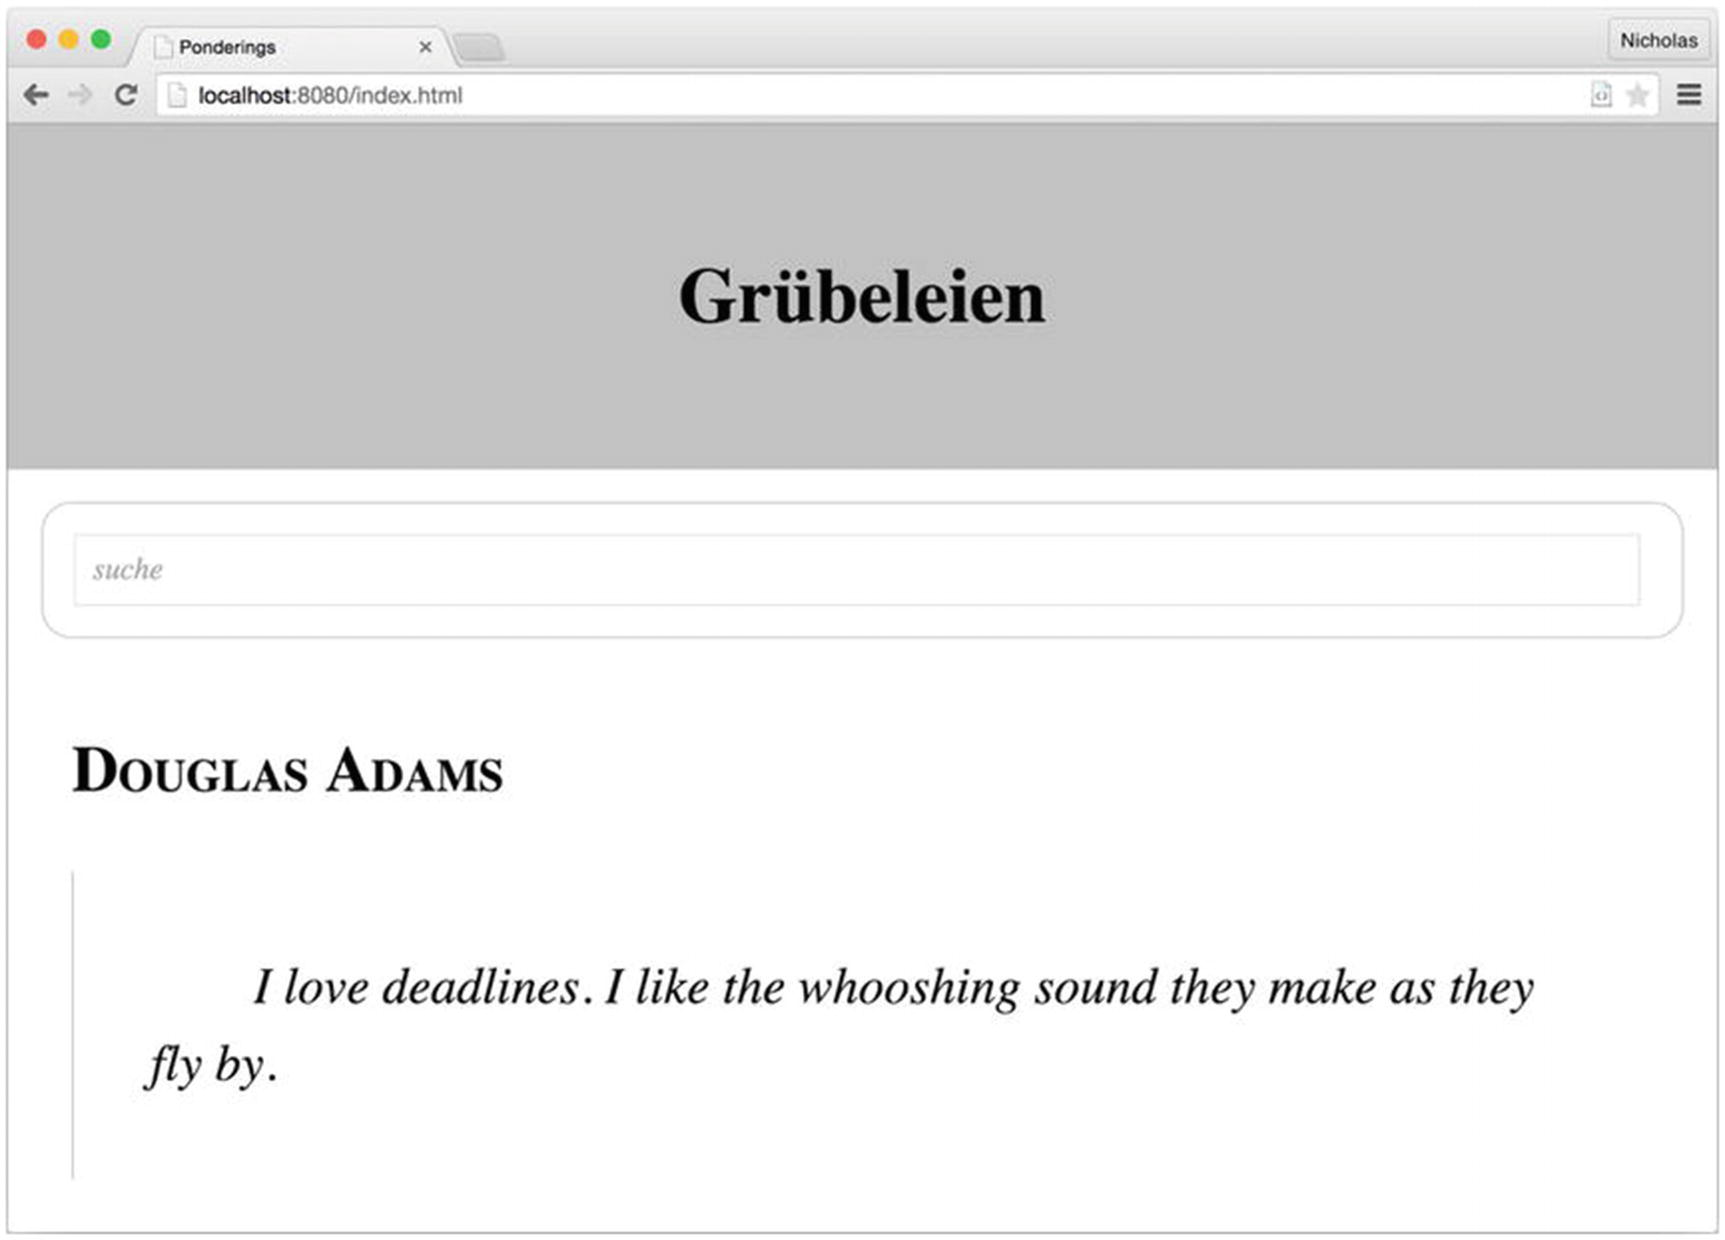 Ponderings
Nicholas
localhost:8080/index.html
Grübeleien
suche
DOUGLAS ADAMS
I love deadlines. I like the whooshing sound they make as they
fly by.